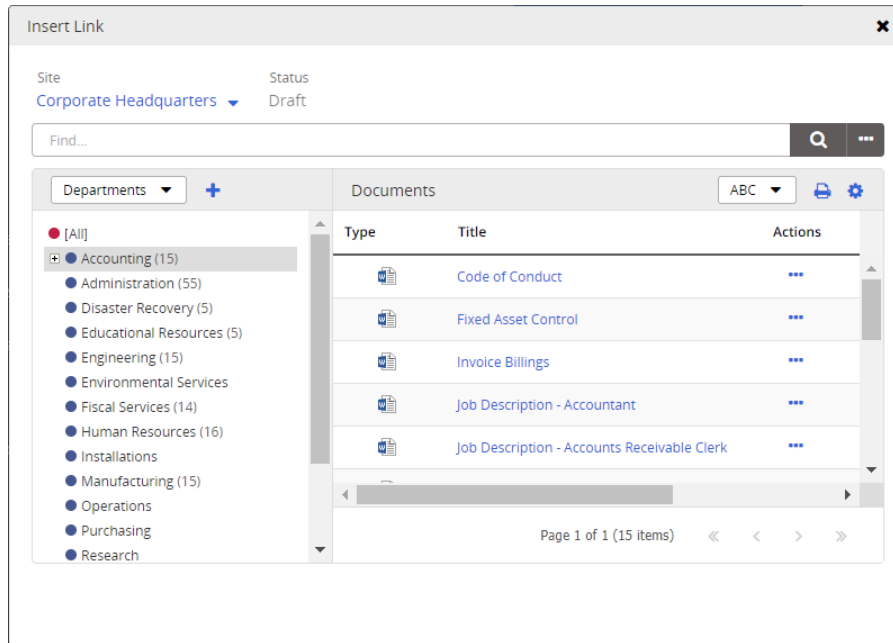 Insert Link
Site Status
Corporate Headquarters Draft
Find...
Departments
[All]
Accounting (15)
Administration (55)
Disaster Recovery (5)
Educational Resources (5)
Engineering (15)
Environmental Services
Fiscal Services (14)
Human Resources (16)
Installations
Manufacturing (15)
Operations
Purchasing
Research
Documents ABC
Type Title Actions
Code of Conduct
Fixed Asset Control
Invoice Billings
Job Description - Accountant
Job Description - Accounts Receivable Clerk
Page 1 of 1 (15 items)